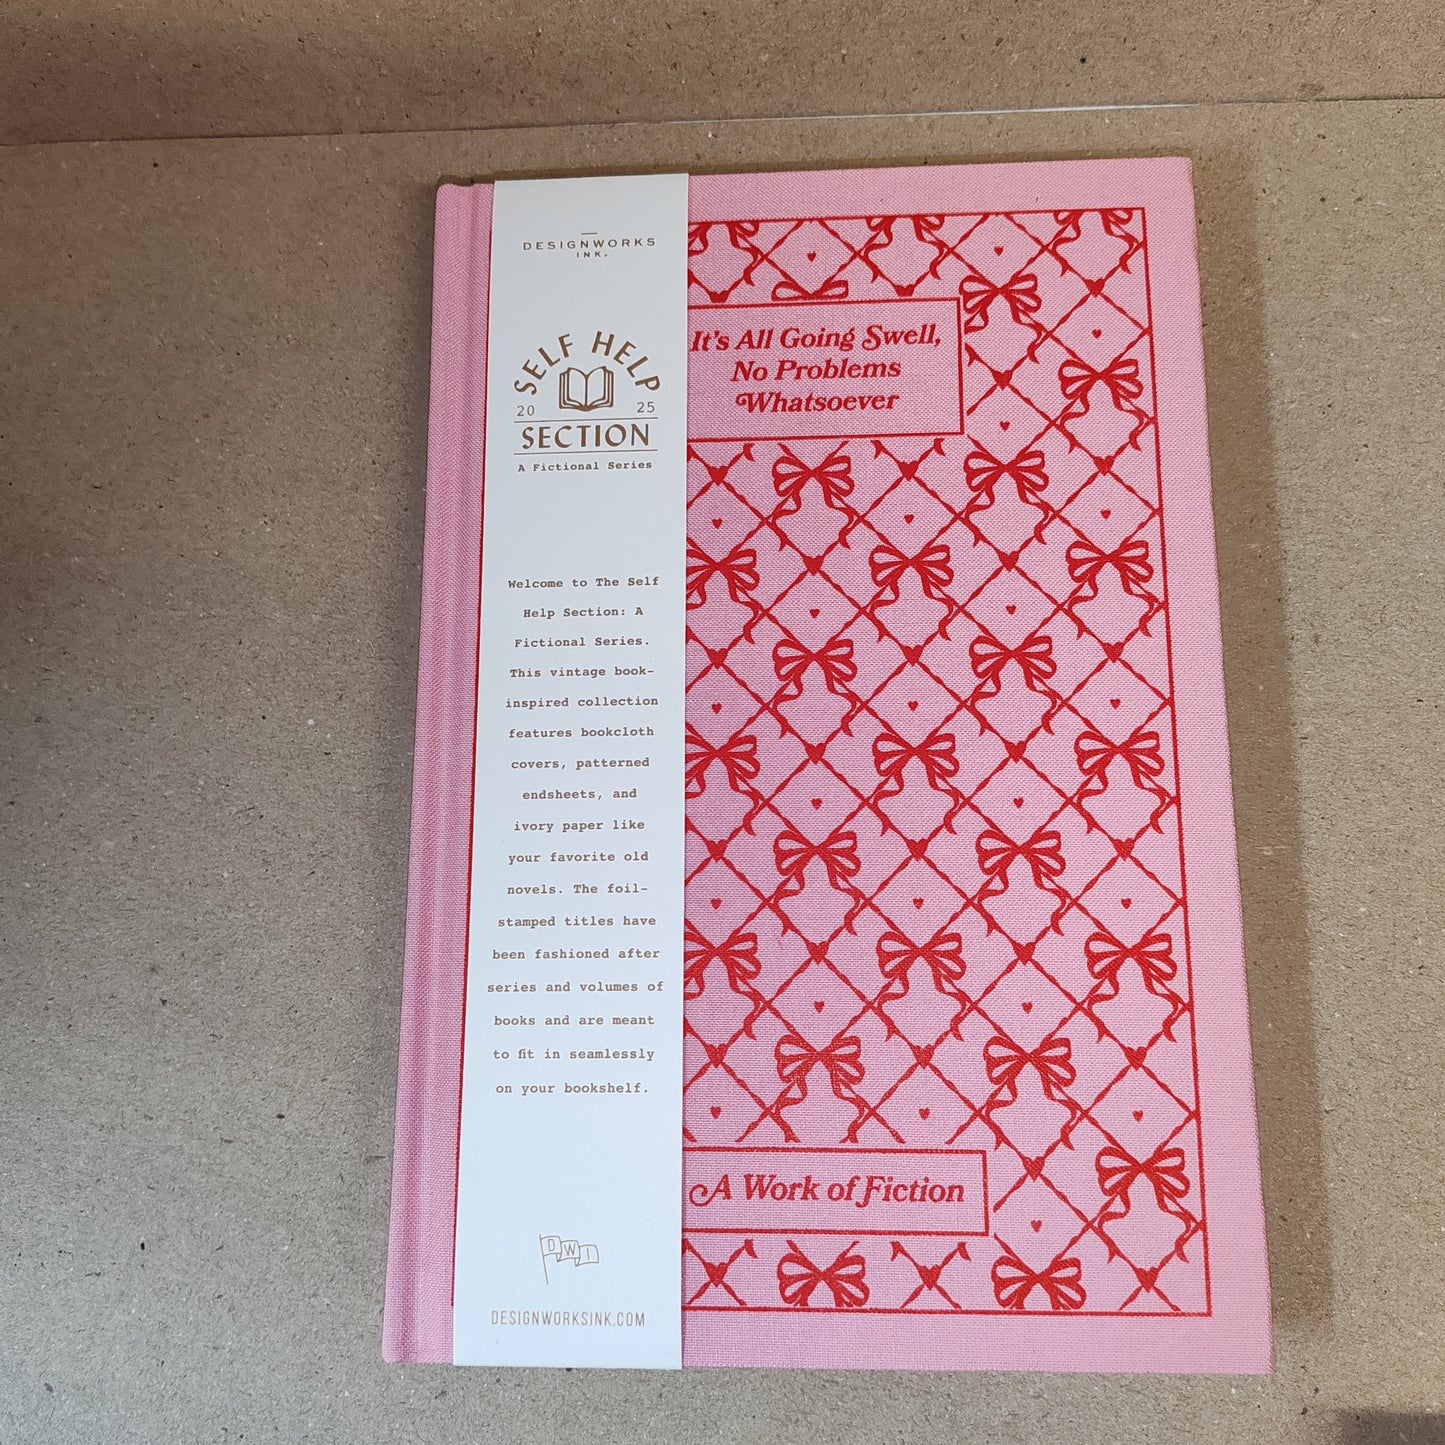 DESIGNWORKS
INK.
SELF HELP
20 25
SECTION
A Fictional Series
Welcome to The Self
Help Section: A
Fictional Series.
This vintage book-
inspired collection
features bookcloth
covers, patterned
endsheets, and
ivory paper like
your favorite old
novels. The foil-
stamped titles have
been fashioned after
series and volumes of
books and are meant
to fit in seamlessly
on your bookshelf.
DWI
DESIGNWORKSINK.COM
It's All Going Swell,
No Problems
Whatsoever
A Work of Fiction